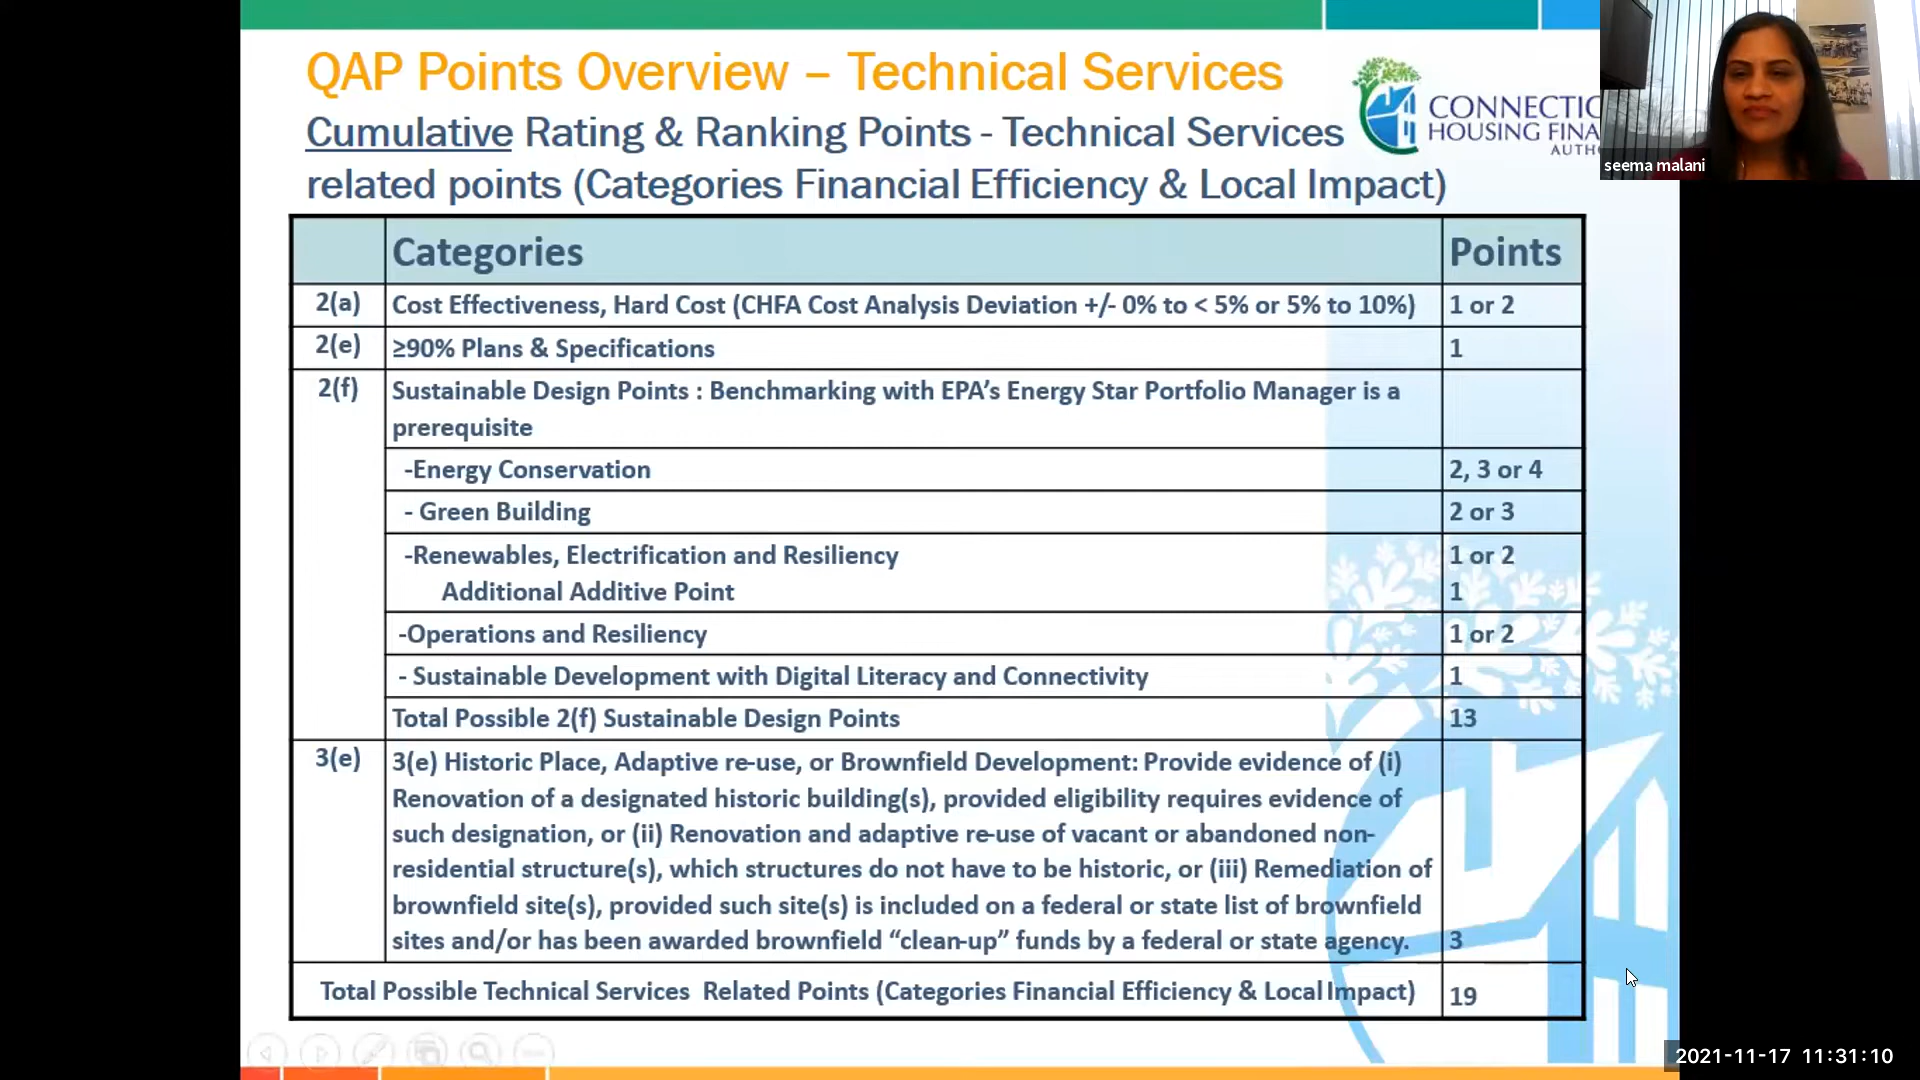 QAP Points Overview – Technical Services
Cumulative Rating & Ranking Points - Technical Services
related points (Categories Financial Efficiency & Local Impact)
HOUSING
seema malani
Categories Points
2(a) Cost Effectiveness, Hard Cost (CHFA Cost Analysis Deviation +/- 0% to < 5% or 5% to 10%) 1 or 2
2(e) ≥90% Plans & Specifications 1
2(f) Sustainable Design Points : Benchmarking with EPA’s Energy Star Portfolio Manager is a
prerequisite
-Energy Conservation 2, 3 or 4
- Green Building 2 or 3
-Renewables, Electrification and Resiliency 1 or 2
Additional Additive Point 1
-Operations and Resiliency 1 or 2
- Sustainable Development with Digital Literacy and Connectivity 1
Total Possible 2(f) Sustainable Design Points 13
3(e) 3(e) Historic Place, Adaptive re-use, or Brownfield Development: Provide evidence of (i)
Renovation of a designated historic building(s), provided eligibility requires evidence of
such designation, or (ii) Renovation and adaptive re-use of vacant or abandoned non-
residential structure(s), which structures do not have to be historic, or (iii) Remediation of
brownfield site(s), provided such site(s) is included on a federal or state list of brownfield
sites and/or has been awarded brownfield “clean-up” funds by a federal or state agency. 3
Total Possible Technical Services Related Points (Categories Financial Efficiency & Local Impact) 19
2021-11-17 11:31:10